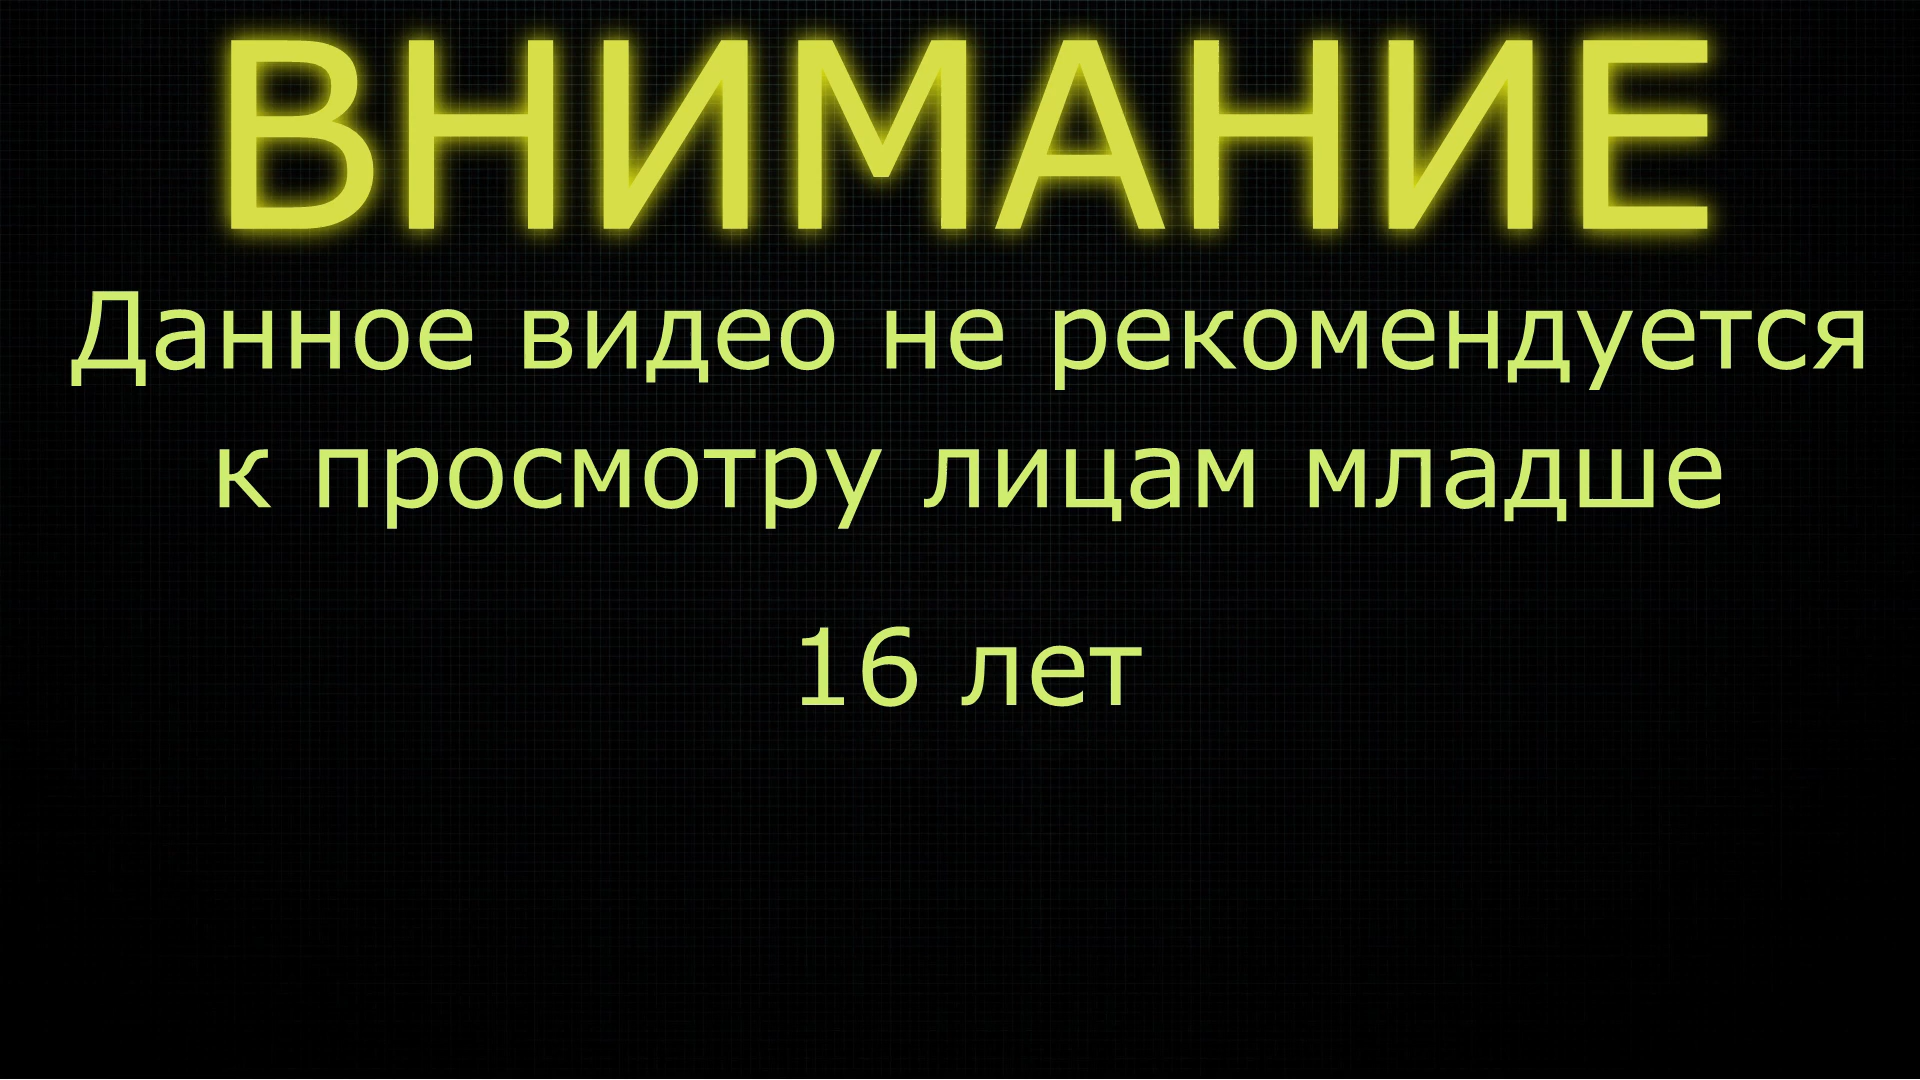 ВНИМАНИЕ
Данное видео не рекомендуется
к просмотру лицам младше
16 лет